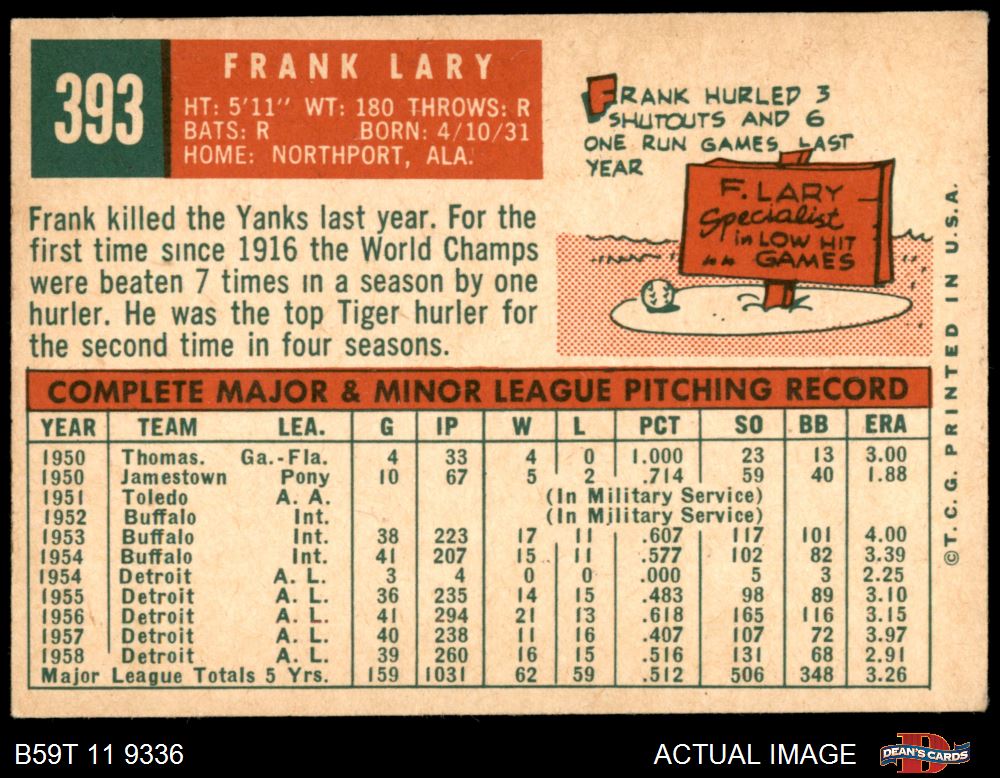 393
FRANK LARY
HT: 5'11" WT: 180 THROWS: R
BATS: R BORN: 4/10/31
HOME: NORTHPORT, ALA.
Frank killed the Yanks last year. For the
first time since 1916 the World Champs
were beaten 7 times in a season by one
hurler. He was the top Tiger hurler for
the second time in four seasons.
FRANK HURLED 3
SHUTOUTS AND 6
ONE RUN GAMES LAST
YEAR
F. LARY
Specialist
in LOW HIT
GAMES
COMPLETE MAJOR & MINOR LEAGUE PITCHING RECORD
YEAR TEAM LEA. G IP W L PCT SO BB ERA
1950 Thomas. Ga.-Fla. 4 33 4 0 1.000 23 13 3.00
1950 Jamestown Pony 10 67 5 2 .714 59 40 1.88
1951 Toledo A. A. (In Military Service)
1952 Buffalo Int. (In Military Service)
1953 Buffalo Int. 38 223 17 11 .607 117 101 4.00
1954 Buffalo Int. 41 207 15 11 .577 102 82 3.39
1954 Detroit A. L. 3 4 0 0 .000 5 3 2.25
1955 Detroit A. L. 36 235 14 15 .483 98 89 3.10
1956 Detroit A. L. 41 294 21 13 .618 165 116 3.15
1957 Detroit A. L. 40 238 11 16 .407 107 72 3.97
1958 Detroit A. L. 39 260 16 15 .516 131 68 2.91
Major League Totals 5 Yrs. 159 1031 62 59 .512 506 348 3.26
©T.C.G. PRINTED IN U.S.A.
B59T 11 9336
ACTUAL IMAGE
DEAN'S CARDS